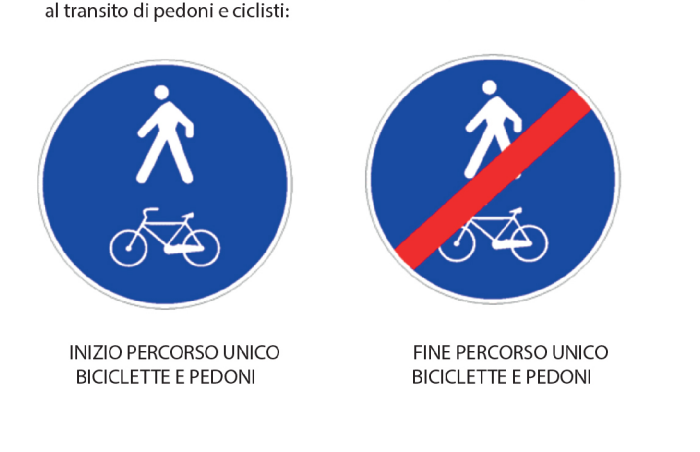 al transito di pedoni e ciclisti:
INIZIO PERCORSO UNICO
BICICLETTE E PEDONI
FINE PERCORSO UNICO
BICICLETTE E PEDONI